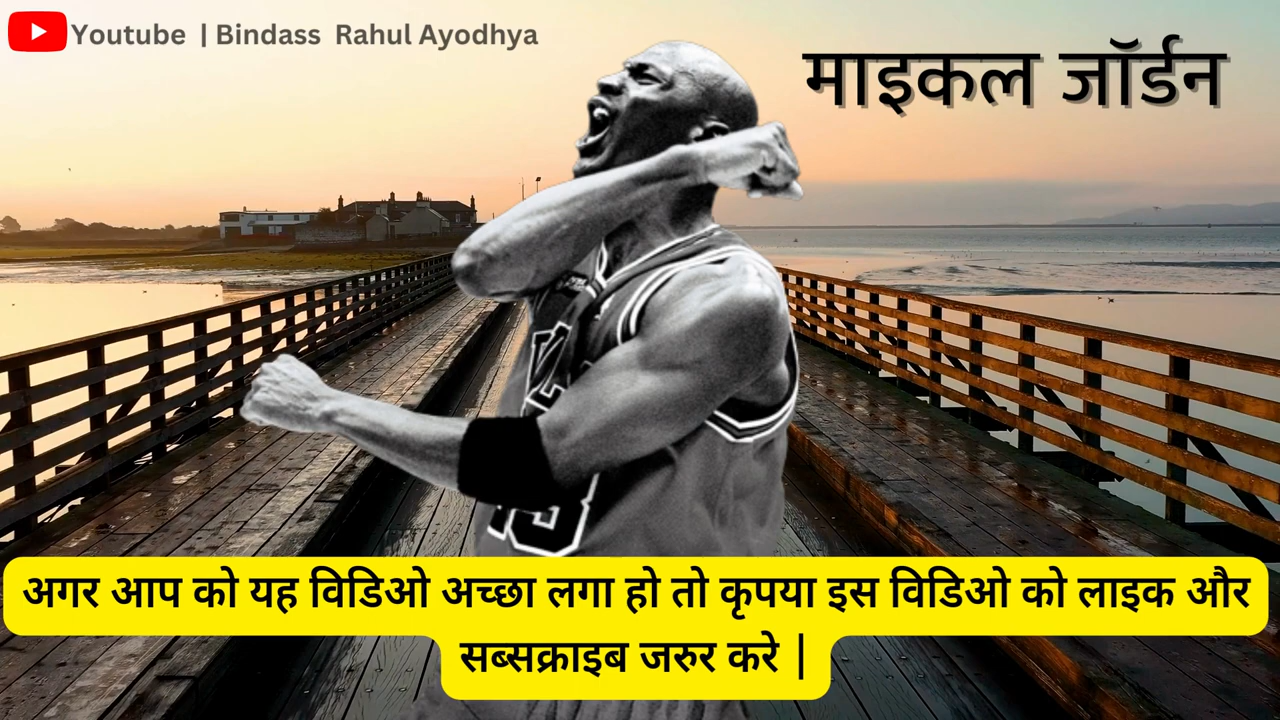 Youtube | Bindass Rahul Ayodhya
माइकल जॉर्डन
अगर आप को यह विडिओ अच्छा लगा हो तो कृपया इस विडिओ को लाइक और
सब्सक्राइब जरुर करे |